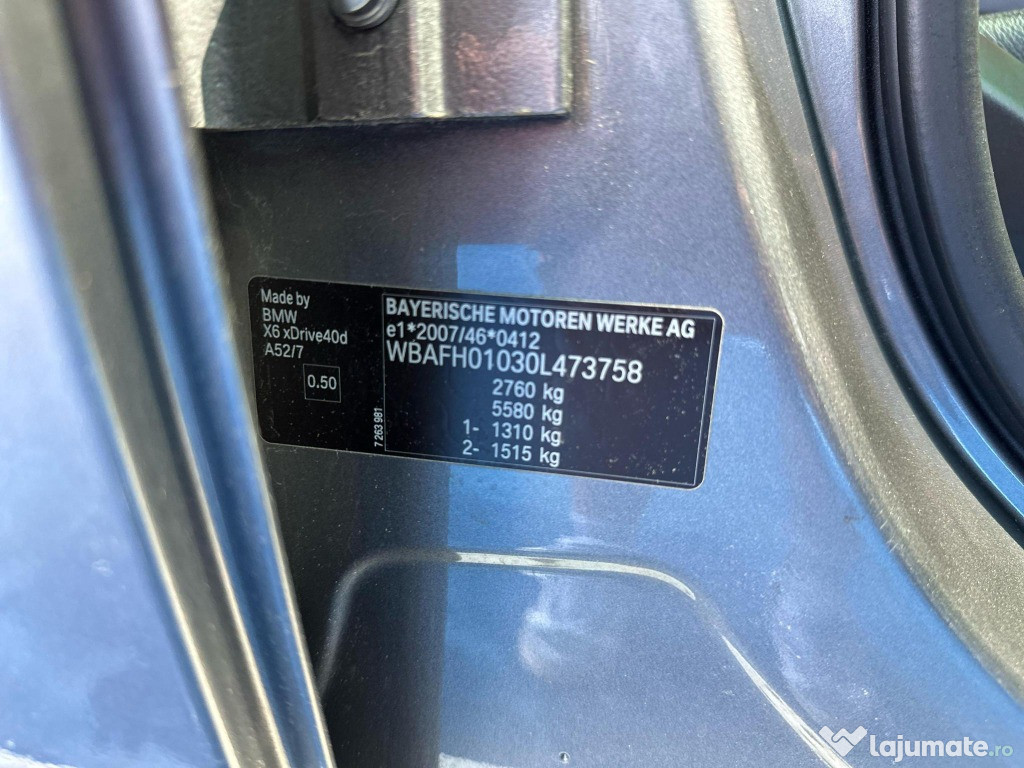 Made by
BMW
X6 xDrive40d
A52/7
0.50
7 263 981
BAYERISCHE MOTOREN WERKE AG
e1*2007/46*0412
WBAFH01030L473758
2760 kg
5580 kg
1- 1310 kg
2- 1515 kg
lajumate.ro